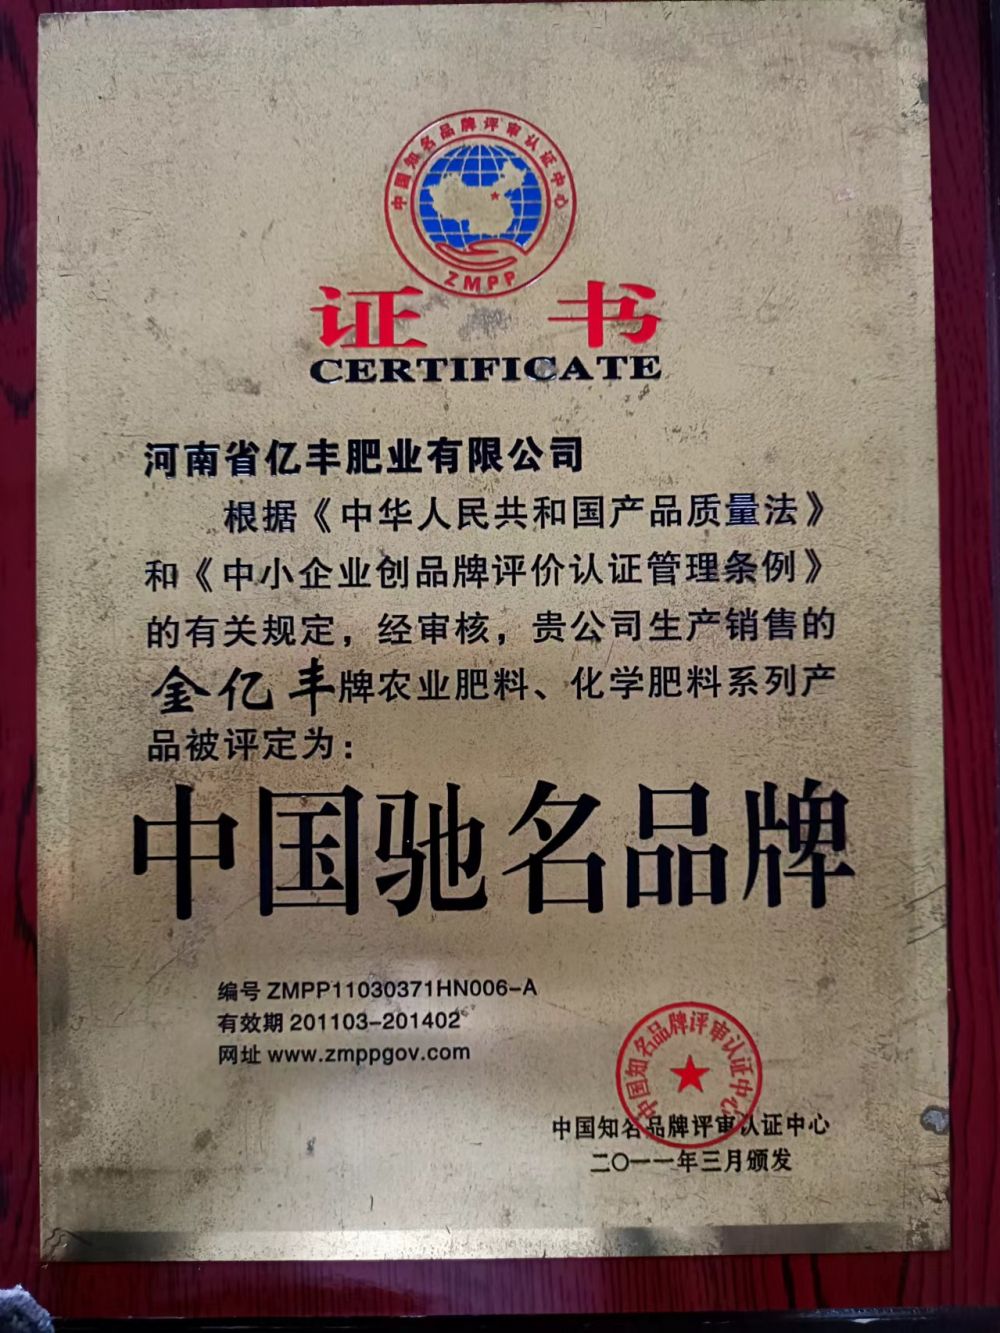 中国知名品牌评审认证中心
ZMPP
证 书
CERTIFICATE
河南省亿丰肥业有限公司
根据《中华人民共和国产品质量法》
和《中小企业创品牌评价认证管理条例》
的有关规定，经审核，贵公司生产销售的
金亿丰牌农业肥料、化学肥料系列产
品被评定为：
中国驰名品牌
编号 ZMPP11030371HN006-A
有效期 201103-201402
网址 www.zmppgov.com
中国知名品牌评审认证中心
中国知名品牌评审认证中心
二〇一一年三月颁发